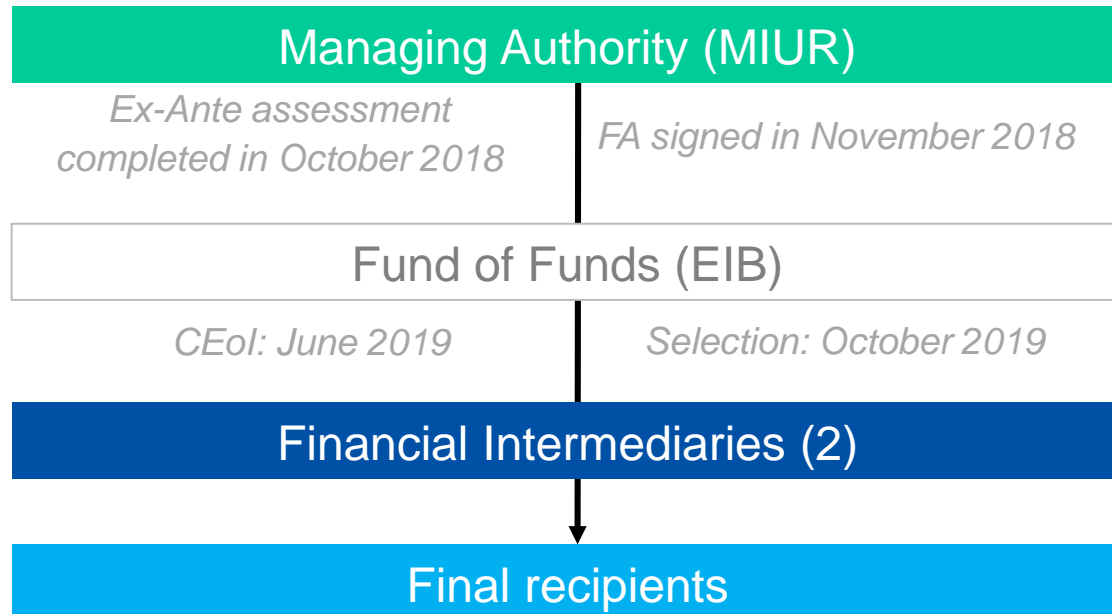 Managing Authority (MIUR)
Ex-Ante assessment
completed in October 2018
FA signed in November 2018
Fund of Funds (EIB)
CEoI: June 2019
Selection: October 2019
Financial Intermediaries (2)
Final recipients